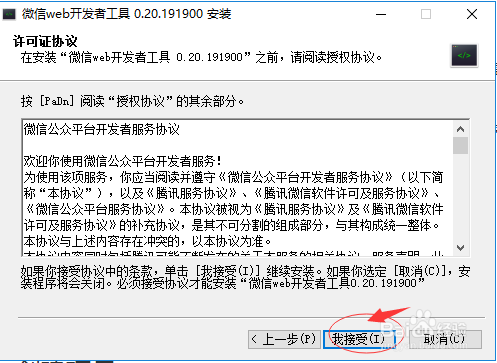 微信web开发者工具 0.20.191900 安装
许可证协议
在安装“微信web开发者工具 0.20.191900”之前，请阅读授权协议。
按 [PgDn] 阅读“授权协议”的其余部分。
微信公众平台开发者服务协议
欢迎你使用微信公众平台开发者服务！
为使用该项服务，你应当阅读并遵守《微信公众平台开发者服务协议》（以下简
称“本协议”），以及《腾讯服务协议》、《腾讯微信软件许可及服务协议》、
《微信公众平台服务协议》。本协议被视为《腾讯服务协议》及《腾讯微信软件
许可及服务协议》的补充协议，是其不可分割的组成部分，与其构成统一整体。
本协议与上述内容存在冲突的，以本协议为准。
如果你接受协议中的条款，单击 [我接受(I)] 继续安装。如果你选定 [取消(C)]，安
装程序将会关闭。必须接受协议才能安装“微信web开发者工具0.20.191900
< 上一步(P)
我接受(I)
取消(C)
Baidu经验